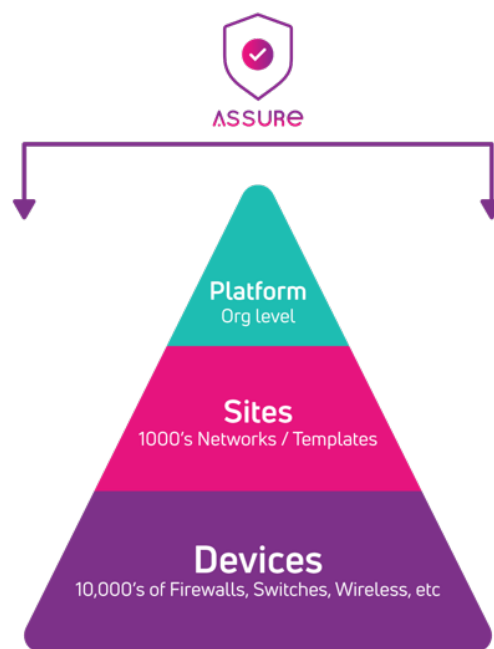 ASSURE
Platform
Org level
Sites
1000's Networks / Templates
Devices
10,000's of Firewalls, Switches, Wireless, etc